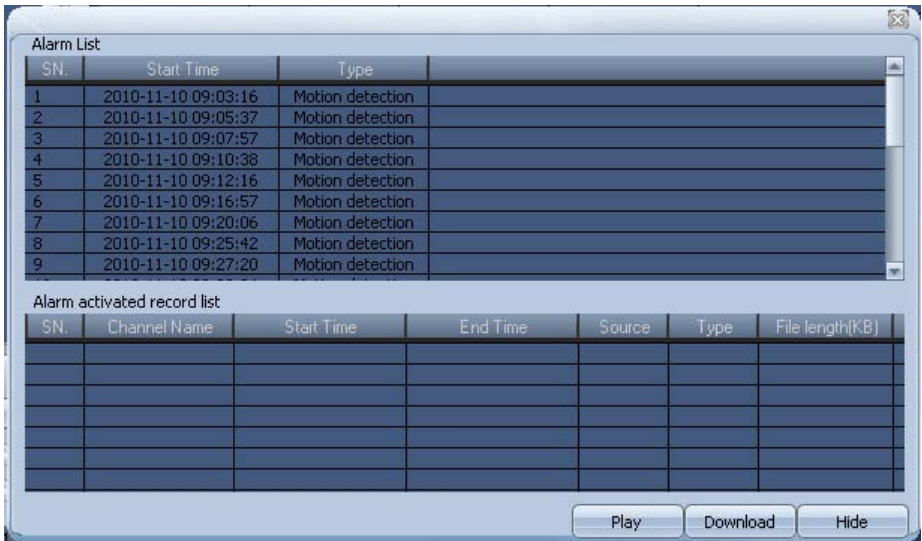 Alarm List
SN. Start Time Type
1 2010-11-10 09:03:16 Motion detection
2 2010-11-10 09:05:37 Motion detection
3 2010-11-10 09:07:57 Motion detection
4 2010-11-10 09:10:38 Motion detection
5 2010-11-10 09:12:16 Motion detection
6 2010-11-10 09:16:57 Motion detection
7 2010-11-10 09:20:06 Motion detection
8 2010-11-10 09:25:42 Motion detection
9 2010-11-10 09:27:20 Motion detection
Alarm activated record list
SN. Channel Name Start Time End Time Source Type File length(KB)
Play Download Hide